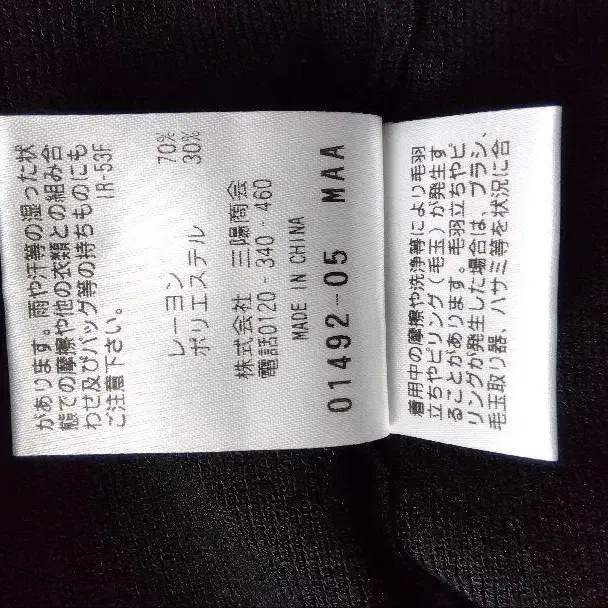 があります。雨や汗等の湿った状
態での摩擦や他の衣類との組み合
わせ及びバッグ等の持ちものにも
ご注意下さい。
IR-53F
レーヨン 70%
ポリエステル 30%
株式会社 三陽商会
電話0120-340-460
MADE IN CHINA
01492-05 MAA
着用中の摩擦や洗浄等により毛羽
立ちやピリング(毛玉)が発生す
ることがあります。毛羽立ちやピ
リングが発生した場合は、ブラシ、
毛玉取り器、ハサミ等を状況に合